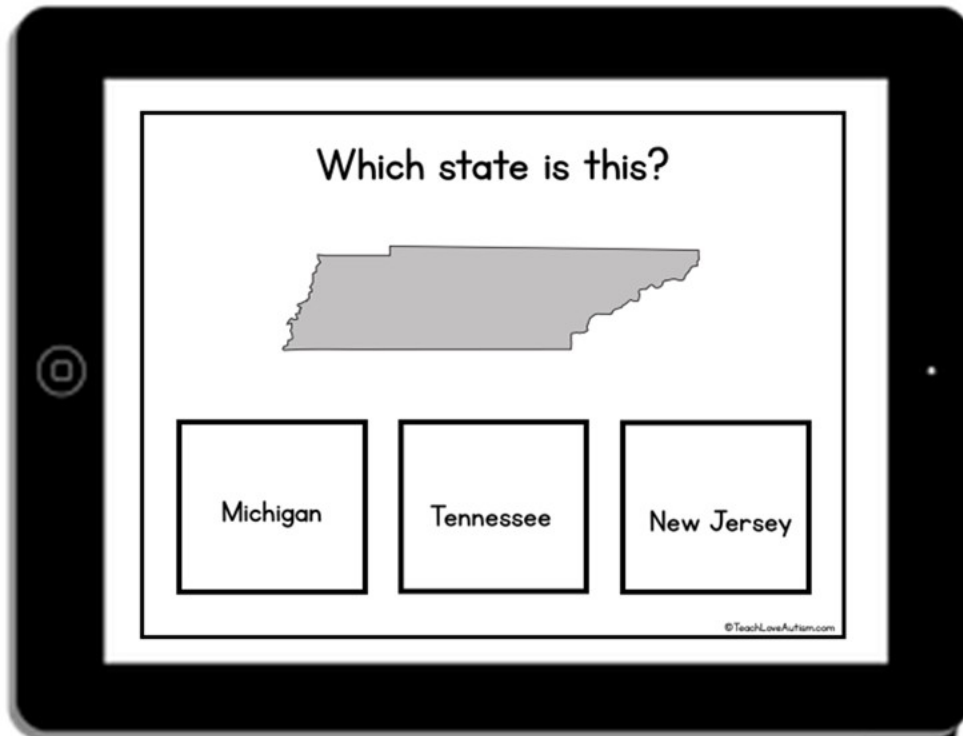 Which state is this?
Michigan
Tennessee
New Jersey
©TeachLoveAutism.com